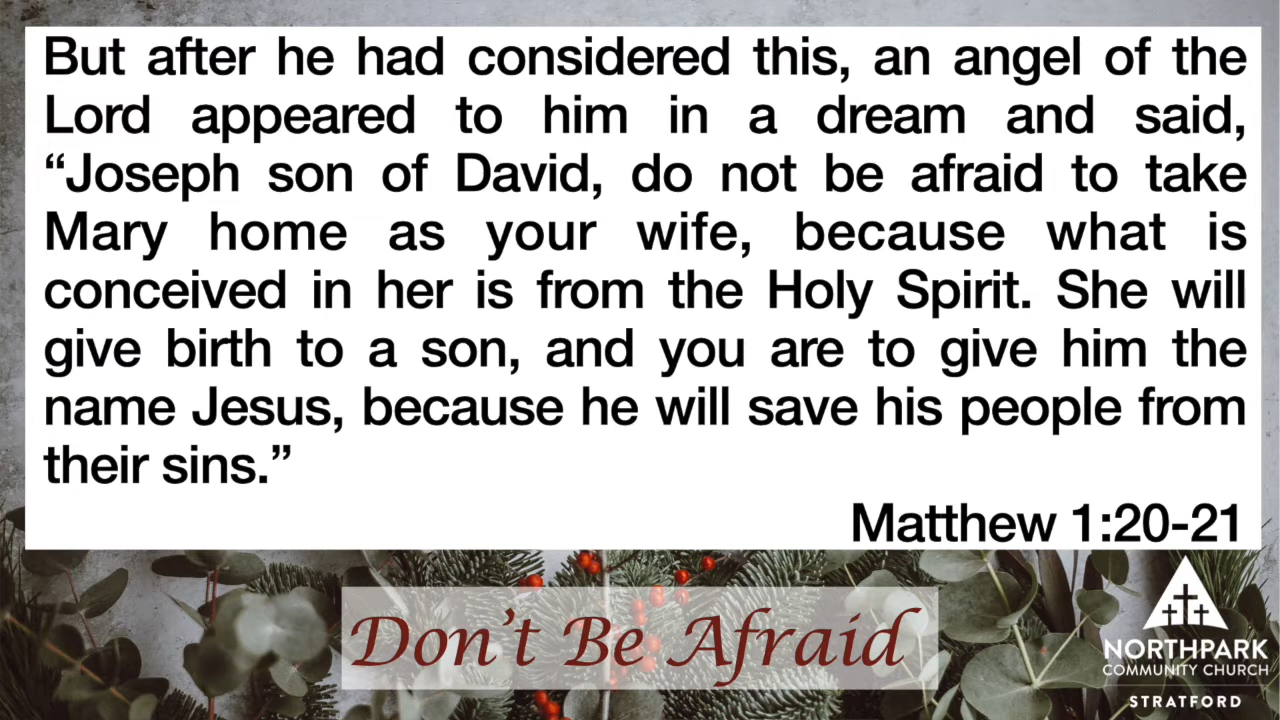 But after he had considered this, an angel of the
Lord appeared to him in a dream and said,
“Joseph son of David, do not be afraid to take
Mary home as your wife, because what is
conceived in her is from the Holy Spirit. She will
give birth to a son, and you are to give him the
name Jesus, because he will save his people from
their sins.”
Matthew 1:20-21
Don’t Be Afraid
NORTHPARK
COMMUNITY CHURCH
STRATFORD